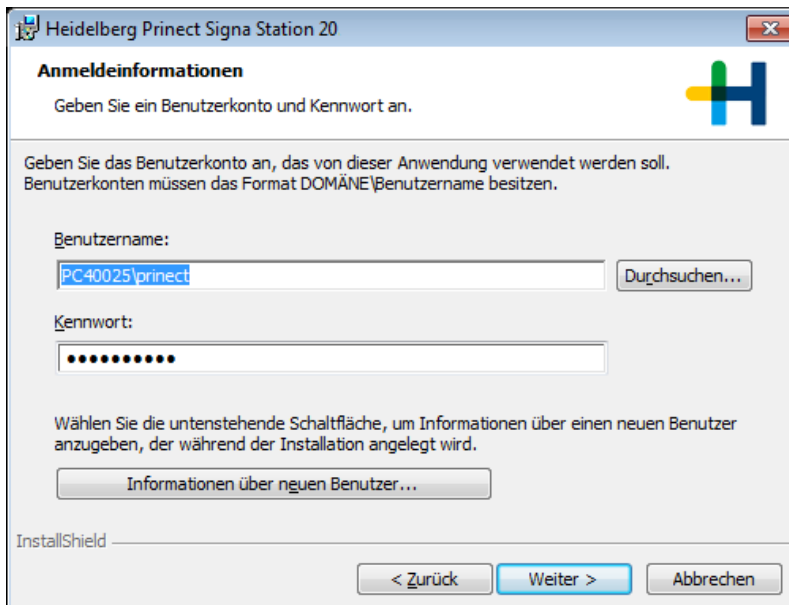 Heidelberg Prinect Signa Station 20
Anmeldeinformationen
Geben Sie ein Benutzerkonto und Kennwort an.
Geben Sie das Benutzerkonto an, das von dieser Anwendung verwendet werden soll.
Benutzerkonten müssen das Format DOMÄNE\Benutzername besitzen.
Benutzername:
PC40025\prinect
Durchsuchen...
Kennwort:
••••••••••
Wählen Sie die untenstehende Schaltfläche, um Informationen über einen neuen Benutzer
anzugeben, der während der Installation angelegt wird.
Informationen über neuen Benutzer...
InstallShield
< Zurück
Weiter >
Abbrechen